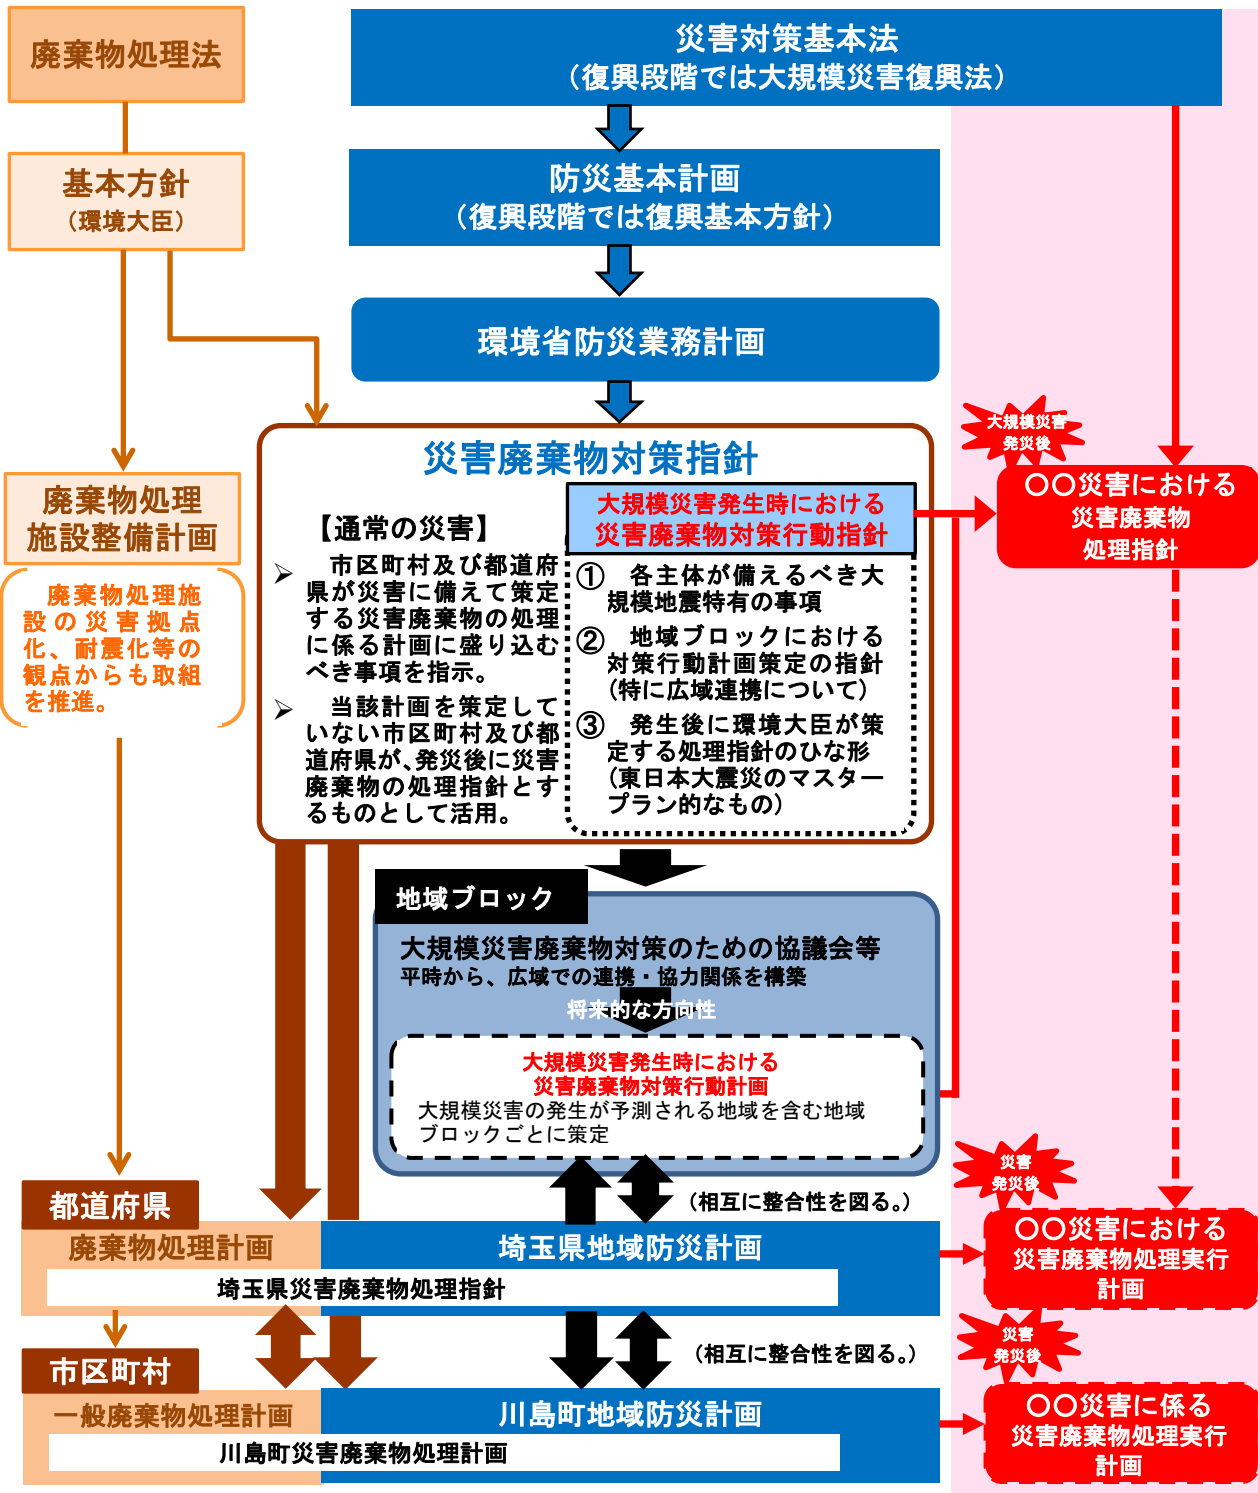 廃棄物処理法
基本方針
（環境大臣）
廃棄物処理
施設整備計画
廃棄物処理施
設の災害拠点
化、耐震化等の
観点からも取組
を推進。
災害対策基本法
（復興段階では大規模災害復興法）
防災基本計画
（復興段階では復興基本方針）
環境省防災業務計画
災害廃棄物対策指針
【通常の災害】
➢ 市区町村及び都道府
県が災害に備えて策定
する災害廃棄物の処理
に係る計画に盛り込む
べき事項を指示。
➢ 当該計画を策定して
いない市区町村及び都
道府県が、発災後に災害
廃棄物の処理指針とす
るものとして活用。
大規模災害発生時における
災害廃棄物対策行動指針
① 各主体が備えるべき大
規模地震特有の事項
② 地域ブロックにおける
対策行動計画策定の指針
（特に広域連携について）
③ 発生後に環境大臣が策
定する処理指針のひな形
（東日本大震災のマスター
プラン的なもの）
大規模災害
発災後
〇〇災害における
災害廃棄物
処理指針
地域ブロック
大規模災害廃棄物対策のための協議会等
平時から、広域での連携・協力関係を構築
将来的な方向性
大規模災害発生時における
災害廃棄物対策行動計画
大規模災害の発生が予測される地域を含む地域
ブロックごとに策定
（相互に整合性を図る。）
都道府県
廃棄物処理計画
埼玉県地域防災計画
埼玉県災害廃棄物処理指針
災害
発災後
〇〇災害における
災害廃棄物処理実行
計画
（相互に整合性を図る。）
市区町村
一般廃棄物処理計画
川島町地域防災計画
川島町災害廃棄物処理計画
災害
発災後
〇〇災害に係る
災害廃棄物処理実行
計画